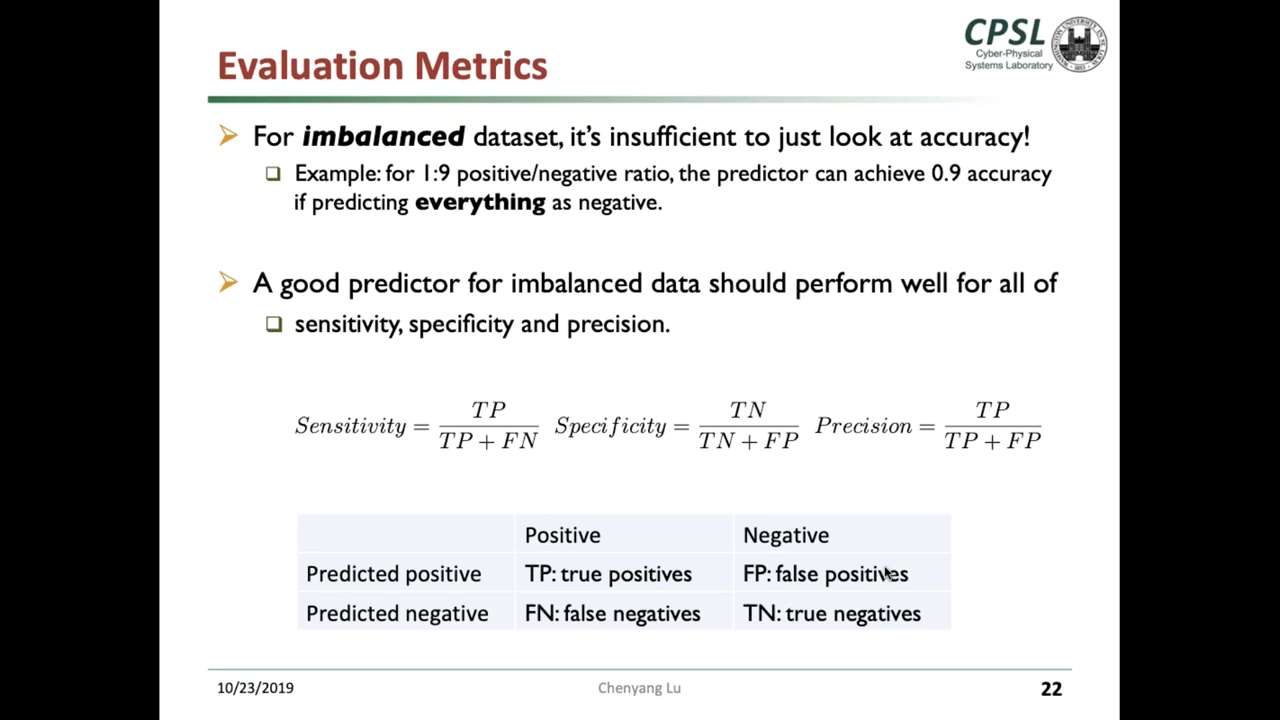 CPSL
Cyber-Physical
Systems Laboratory
Evaluation Metrics
For imbalanced dataset, it's insufficient to just look at accuracy!
Example: for 1:9 positive/negative ratio, the predictor can achieve 0.9 accuracy
if predicting everything as negative.
A good predictor for imbalanced data should perform well for all of
sensitivity, specificity and precision.
Sensitivity = TP / (TP + FN) Specificity = TN / (TN + FP) Precision = TP / (TP + FP)
Positive Negative
Predicted positive TP: true positives FP: false positives
Predicted negative FN: false negatives TN: true negatives
10/23/2019 Chenyang Lu 22